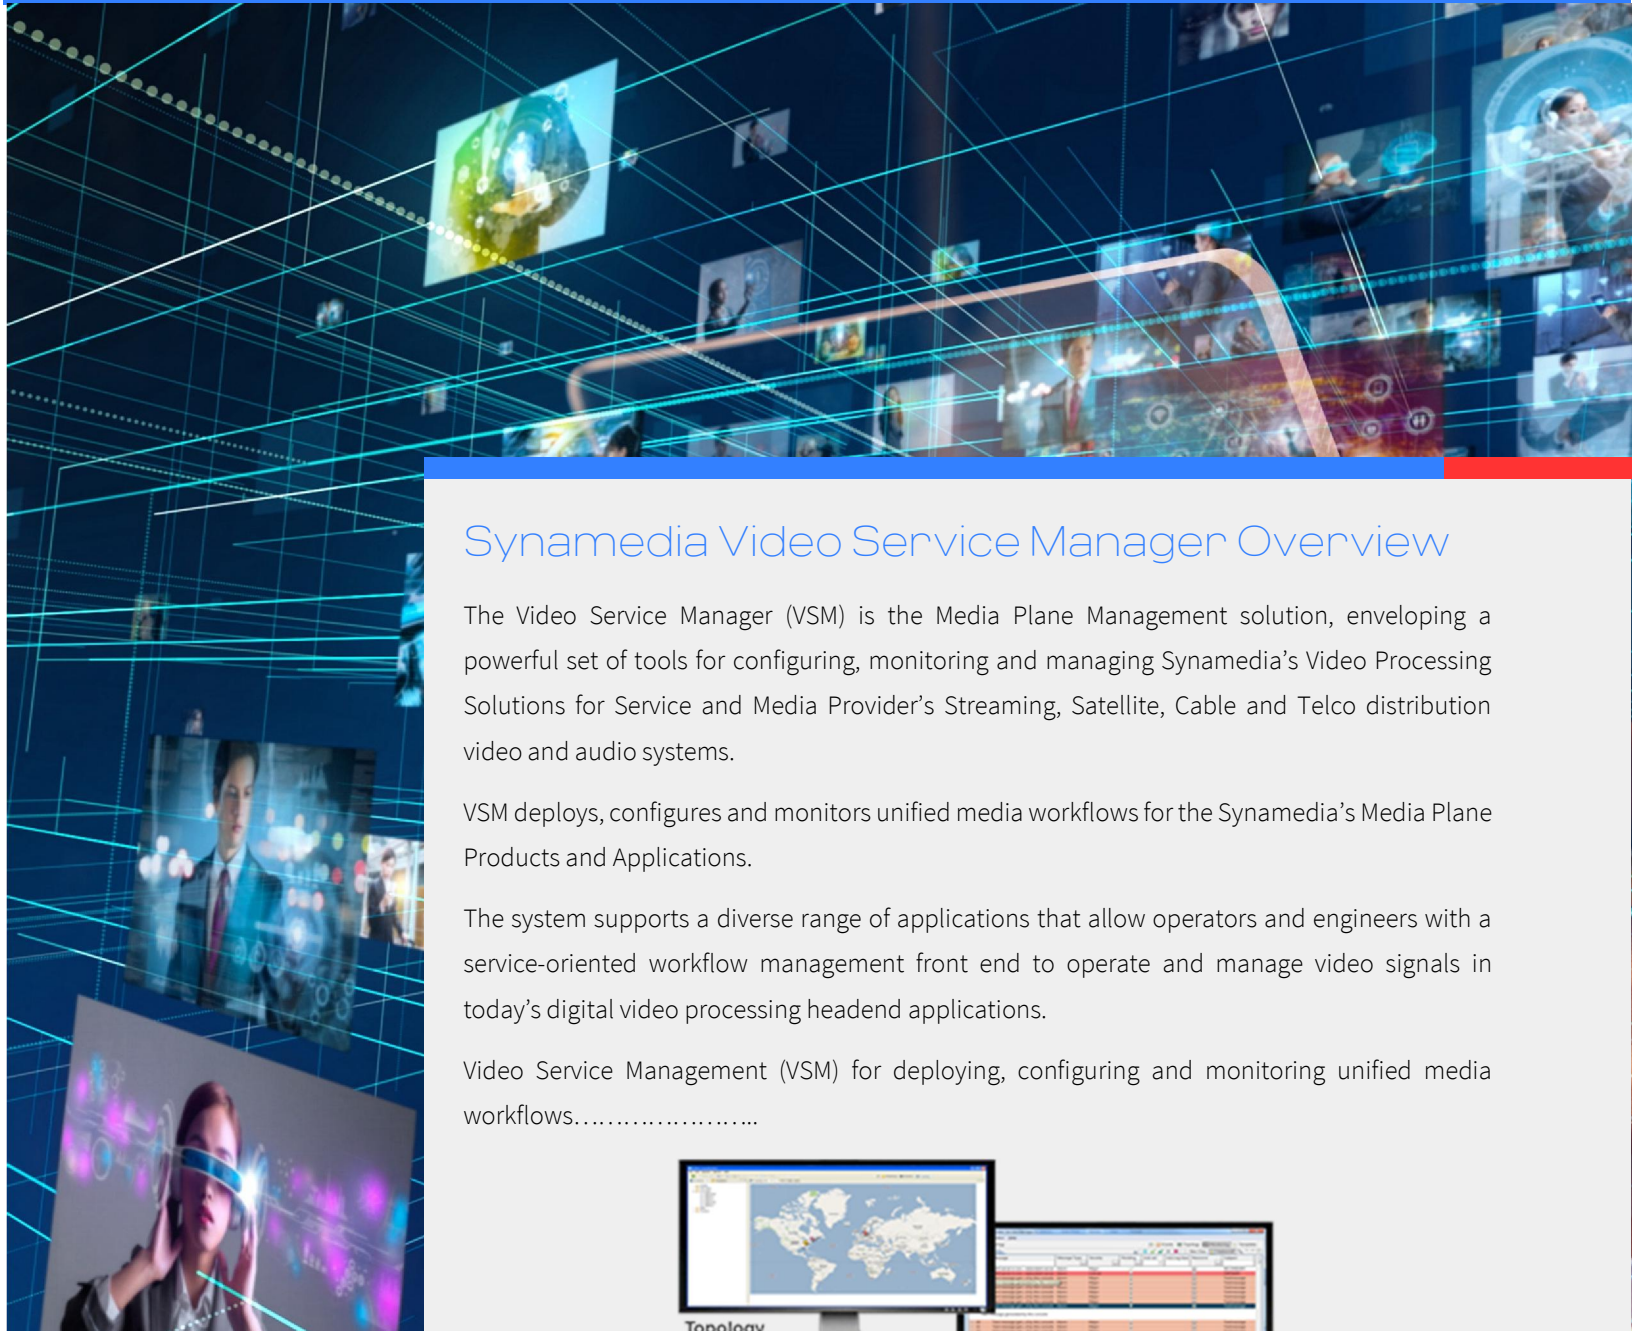 Synamedia Video Service Manager Overview
The Video Service Manager (VSM) is the Media Plane Management solution, enveloping a
powerful set of tools for configuring, monitoring and managing Synamedia’s Video Processing
Solutions for Service and Media Provider’s Streaming, Satellite, Cable and Telco distribution
video and audio systems.
VSM deploys, configures and monitors unified media workflows for the Synamedia’s Media Plane
Products and Applications.
The system supports a diverse range of applications that allow operators and engineers with a
service-oriented workflow management front end to operate and manage video signals in
today’s digital video processing headend applications.
Video Service Management (VSM) for deploying, configuring and monitoring unified media
workflows…………………..
Topology